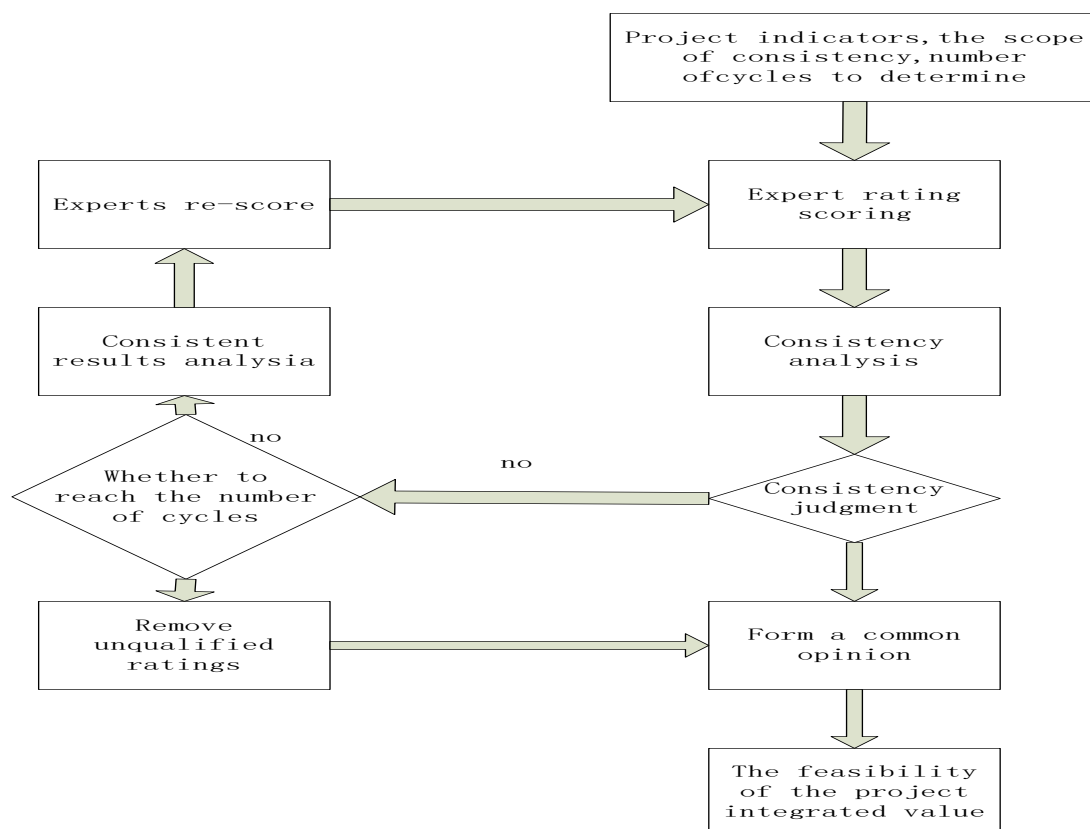 Project indicators,the scope
of consistency,number
ofcycles to determine
Experts re-score
Expert rating
scoring
Consistent
results analysia
Consistency
analysis
no
Whether to
reach the number
of cycles
no
Consistency
judgment
Remove
unqualified
ratings
Form a common
opinion
The feasibility
of the project
integrated value